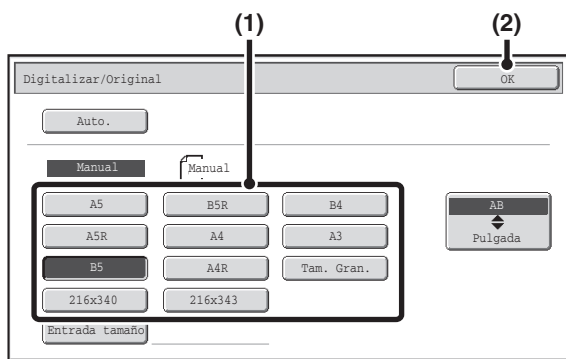 (1) (2)
Digitalizar/Original OK
Auto.
Manual Manual
A5 B5R B4
AB
A5R A4 A3
Pulgada
B5 A4R Tam. Gran.
216x340 216x343
Entrada tamaño